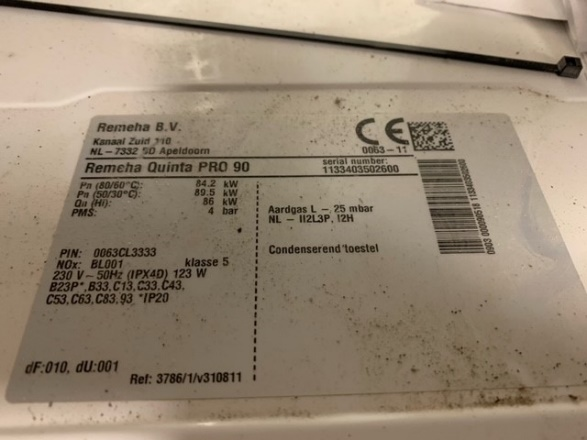 Remeha B.V.
Kanaal Zuid 110
NL - 7332 BD Apeldoorn
CE
0063 - 11
Remeha Quinta PRO 90
serial number:
1133403502600
Pn (80/60°C): 84.2 kW
Pn (50/30°C): 89.5 kW
Qn (Hi): 86 kW
PMS: 4 bar
Aardgas L - 25 mbar
NL - II2L3P, I2H
Condenserend toestel
PIN: 0063CL3333
NOx: BL001 klasse 5
230 V ~ 50Hz (IPX4D) 123 W
B23P*, B33, C13, C33, C43,
C53, C63, C83, 93, *IP20
dF:010, dU:001
Ref: 3786/1/v310811